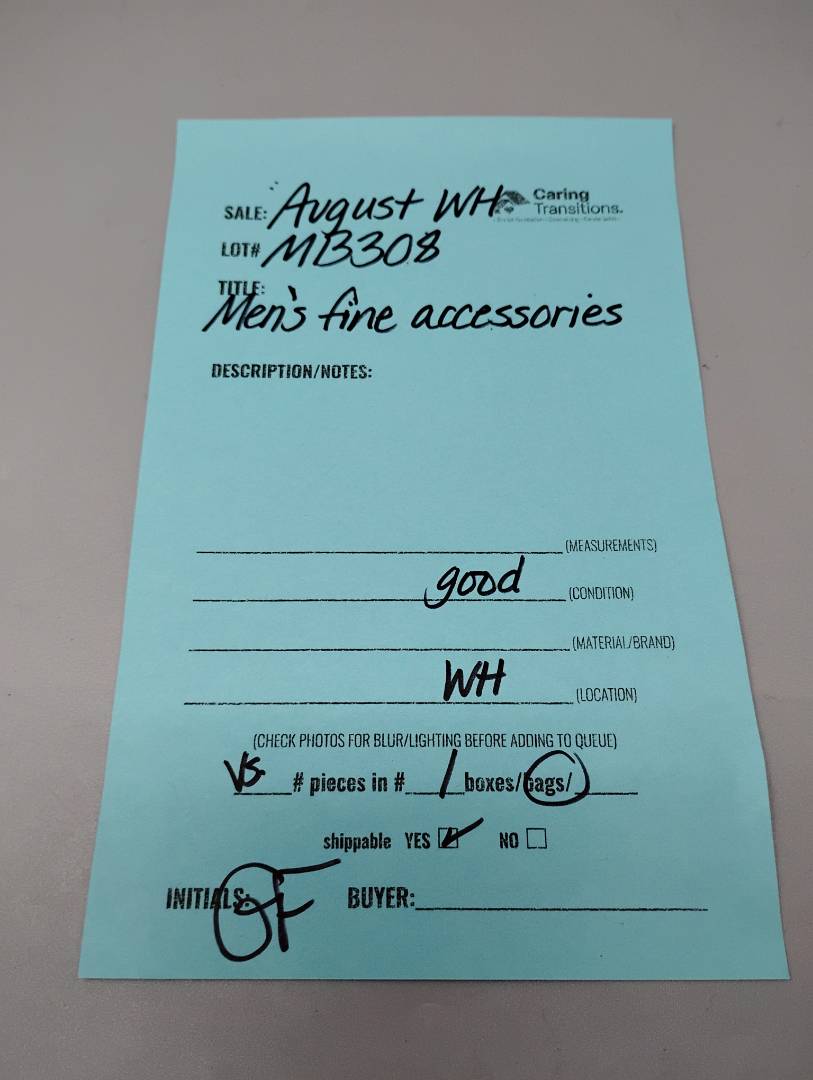 SALE: August WH Caring
Transitions.
LOT# MB308
TITLE:
Men's fine accessories
DESCRIPTION/NOTES:
(MEASUREMENTS)
good (CONDITION)
(MATERIAL/BRAND)
WH (LOCATION)
(CHECK PHOTOS FOR BLUR/LIGHTING BEFORE ADDING TO QUEUE)
VS. # pieces in # 1 boxes/bags/
shippable YES NO
INITIALS: BUYER: